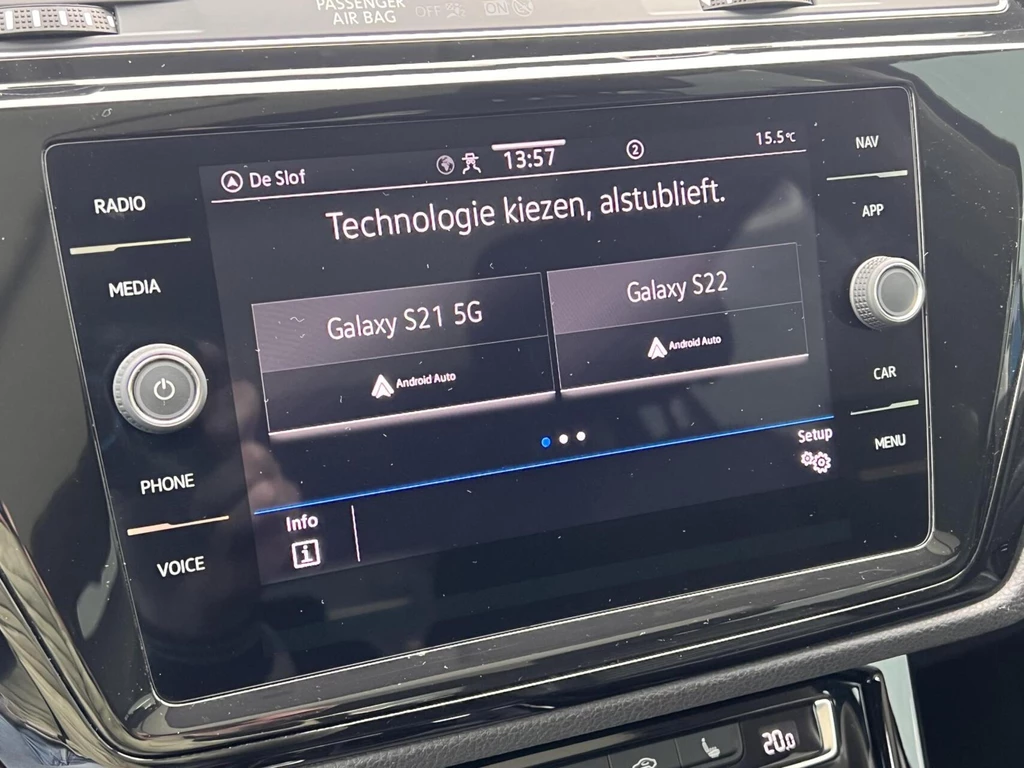 PASSENGER
AIR BAG OFF ON
De Slof 13:57 2 15.5°C
Technologie kiezen, alstublieft.
Galaxy S21 5G
Android Auto
Galaxy S22
Android Auto
Setup
Info
i
RADIO
MEDIA
PHONE
VOICE
NAV
APP
CAR
MENU
20.0